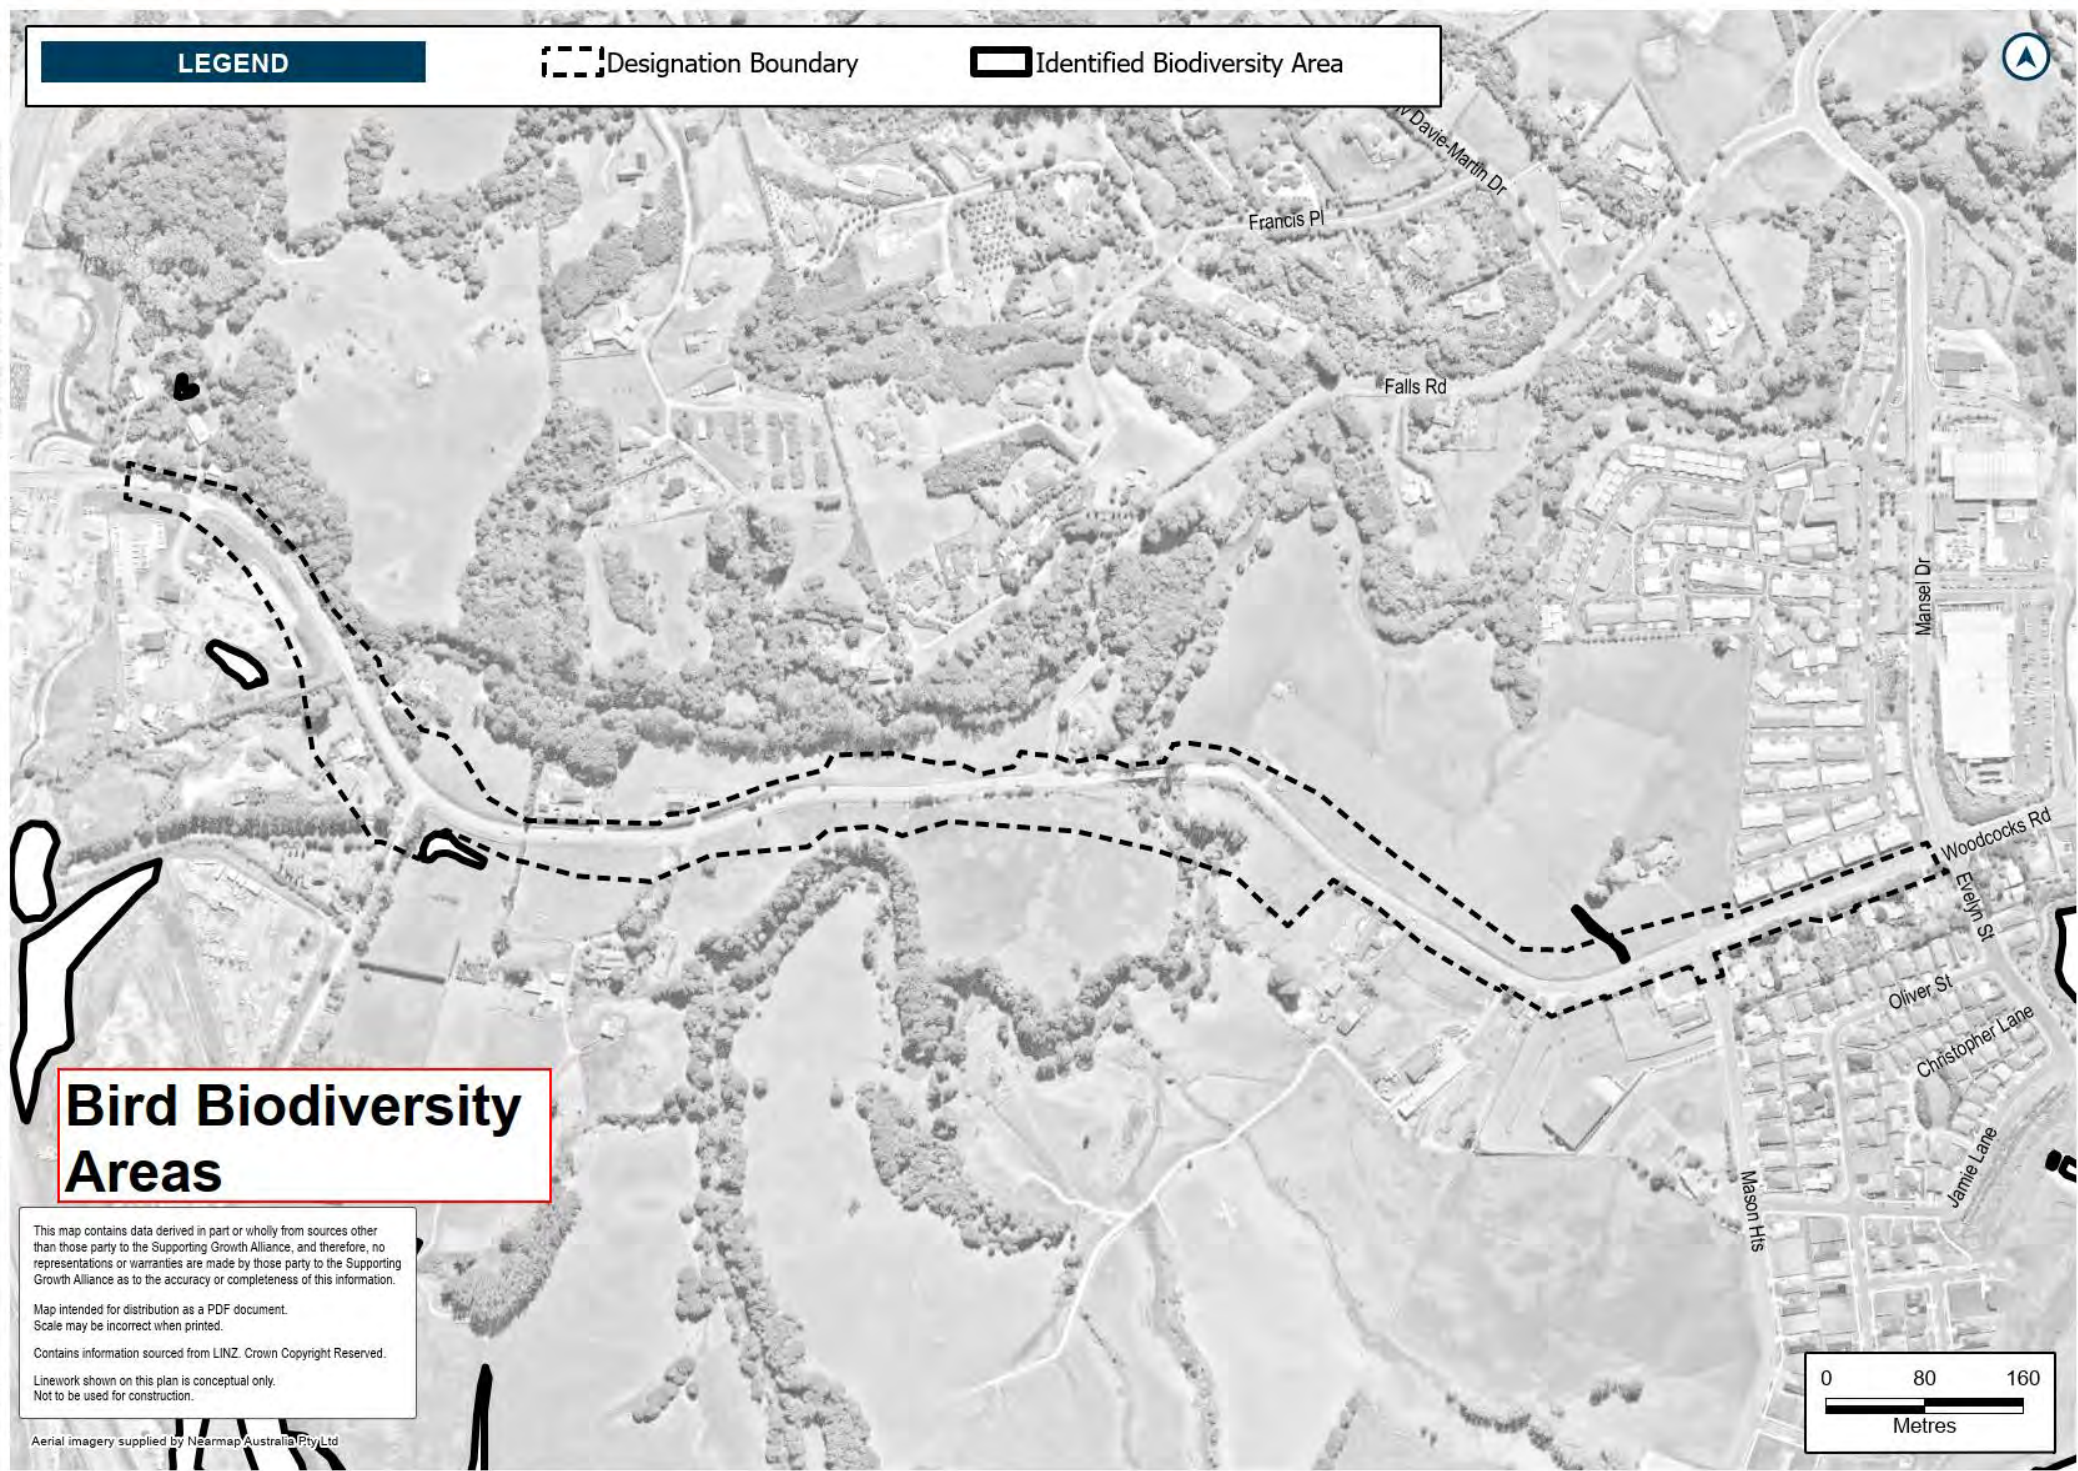 LEGEND
Designation Boundary
Identified Biodiversity Area
Davie-Martin Dr
Francis Pl
Falls Rd
Mansel Dr
Woodcocks Rd
Evelyn St
Oliver St
Christopher Lane
Jamie Lane
Mason Hts
Bird Biodiversity
Areas
This map contains data derived in part or wholly from sources other
than those party to the Supporting Growth Alliance, and therefore, no
representations or warranties are made by those party to the Supporting
Growth Alliance as to the accuracy or completeness of this information.
Map intended for distribution as a PDF document.
Scale may be incorrect when printed.
Contains information sourced from LINZ. Crown Copyright Reserved.
Linework shown on this plan is conceptual only.
Not to be used for construction.
Aerial imagery supplied by Nearmap Australia Pty Ltd
0 80 160
Metres